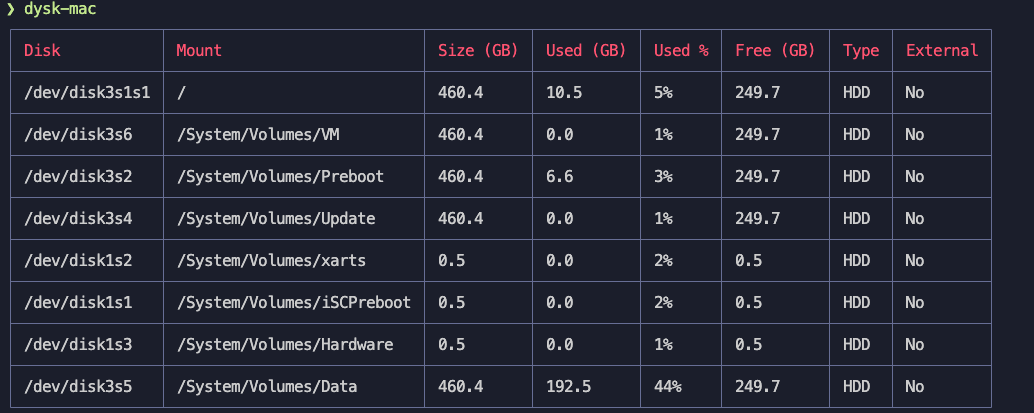 ❯ dysk-mac
Disk Mount Size (GB) Used (GB) Used % Free (GB) Type External
/dev/disk3s1s1 / 460.4 10.5 5% 249.7 HDD No
/dev/disk3s6 /System/Volumes/VM 460.4 0.0 1% 249.7 HDD No
/dev/disk3s2 /System/Volumes/Preboot 460.4 6.6 3% 249.7 HDD No
/dev/disk3s4 /System/Volumes/Update 460.4 0.0 1% 249.7 HDD No
/dev/disk1s2 /System/Volumes/xarts 0.5 0.0 2% 0.5 HDD No
/dev/disk1s1 /System/Volumes/iSCPreboot 0.5 0.0 2% 0.5 HDD No
/dev/disk1s3 /System/Volumes/Hardware 0.5 0.0 1% 0.5 HDD No
/dev/disk3s5 /System/Volumes/Data 460.4 192.5 44% 249.7 HDD No